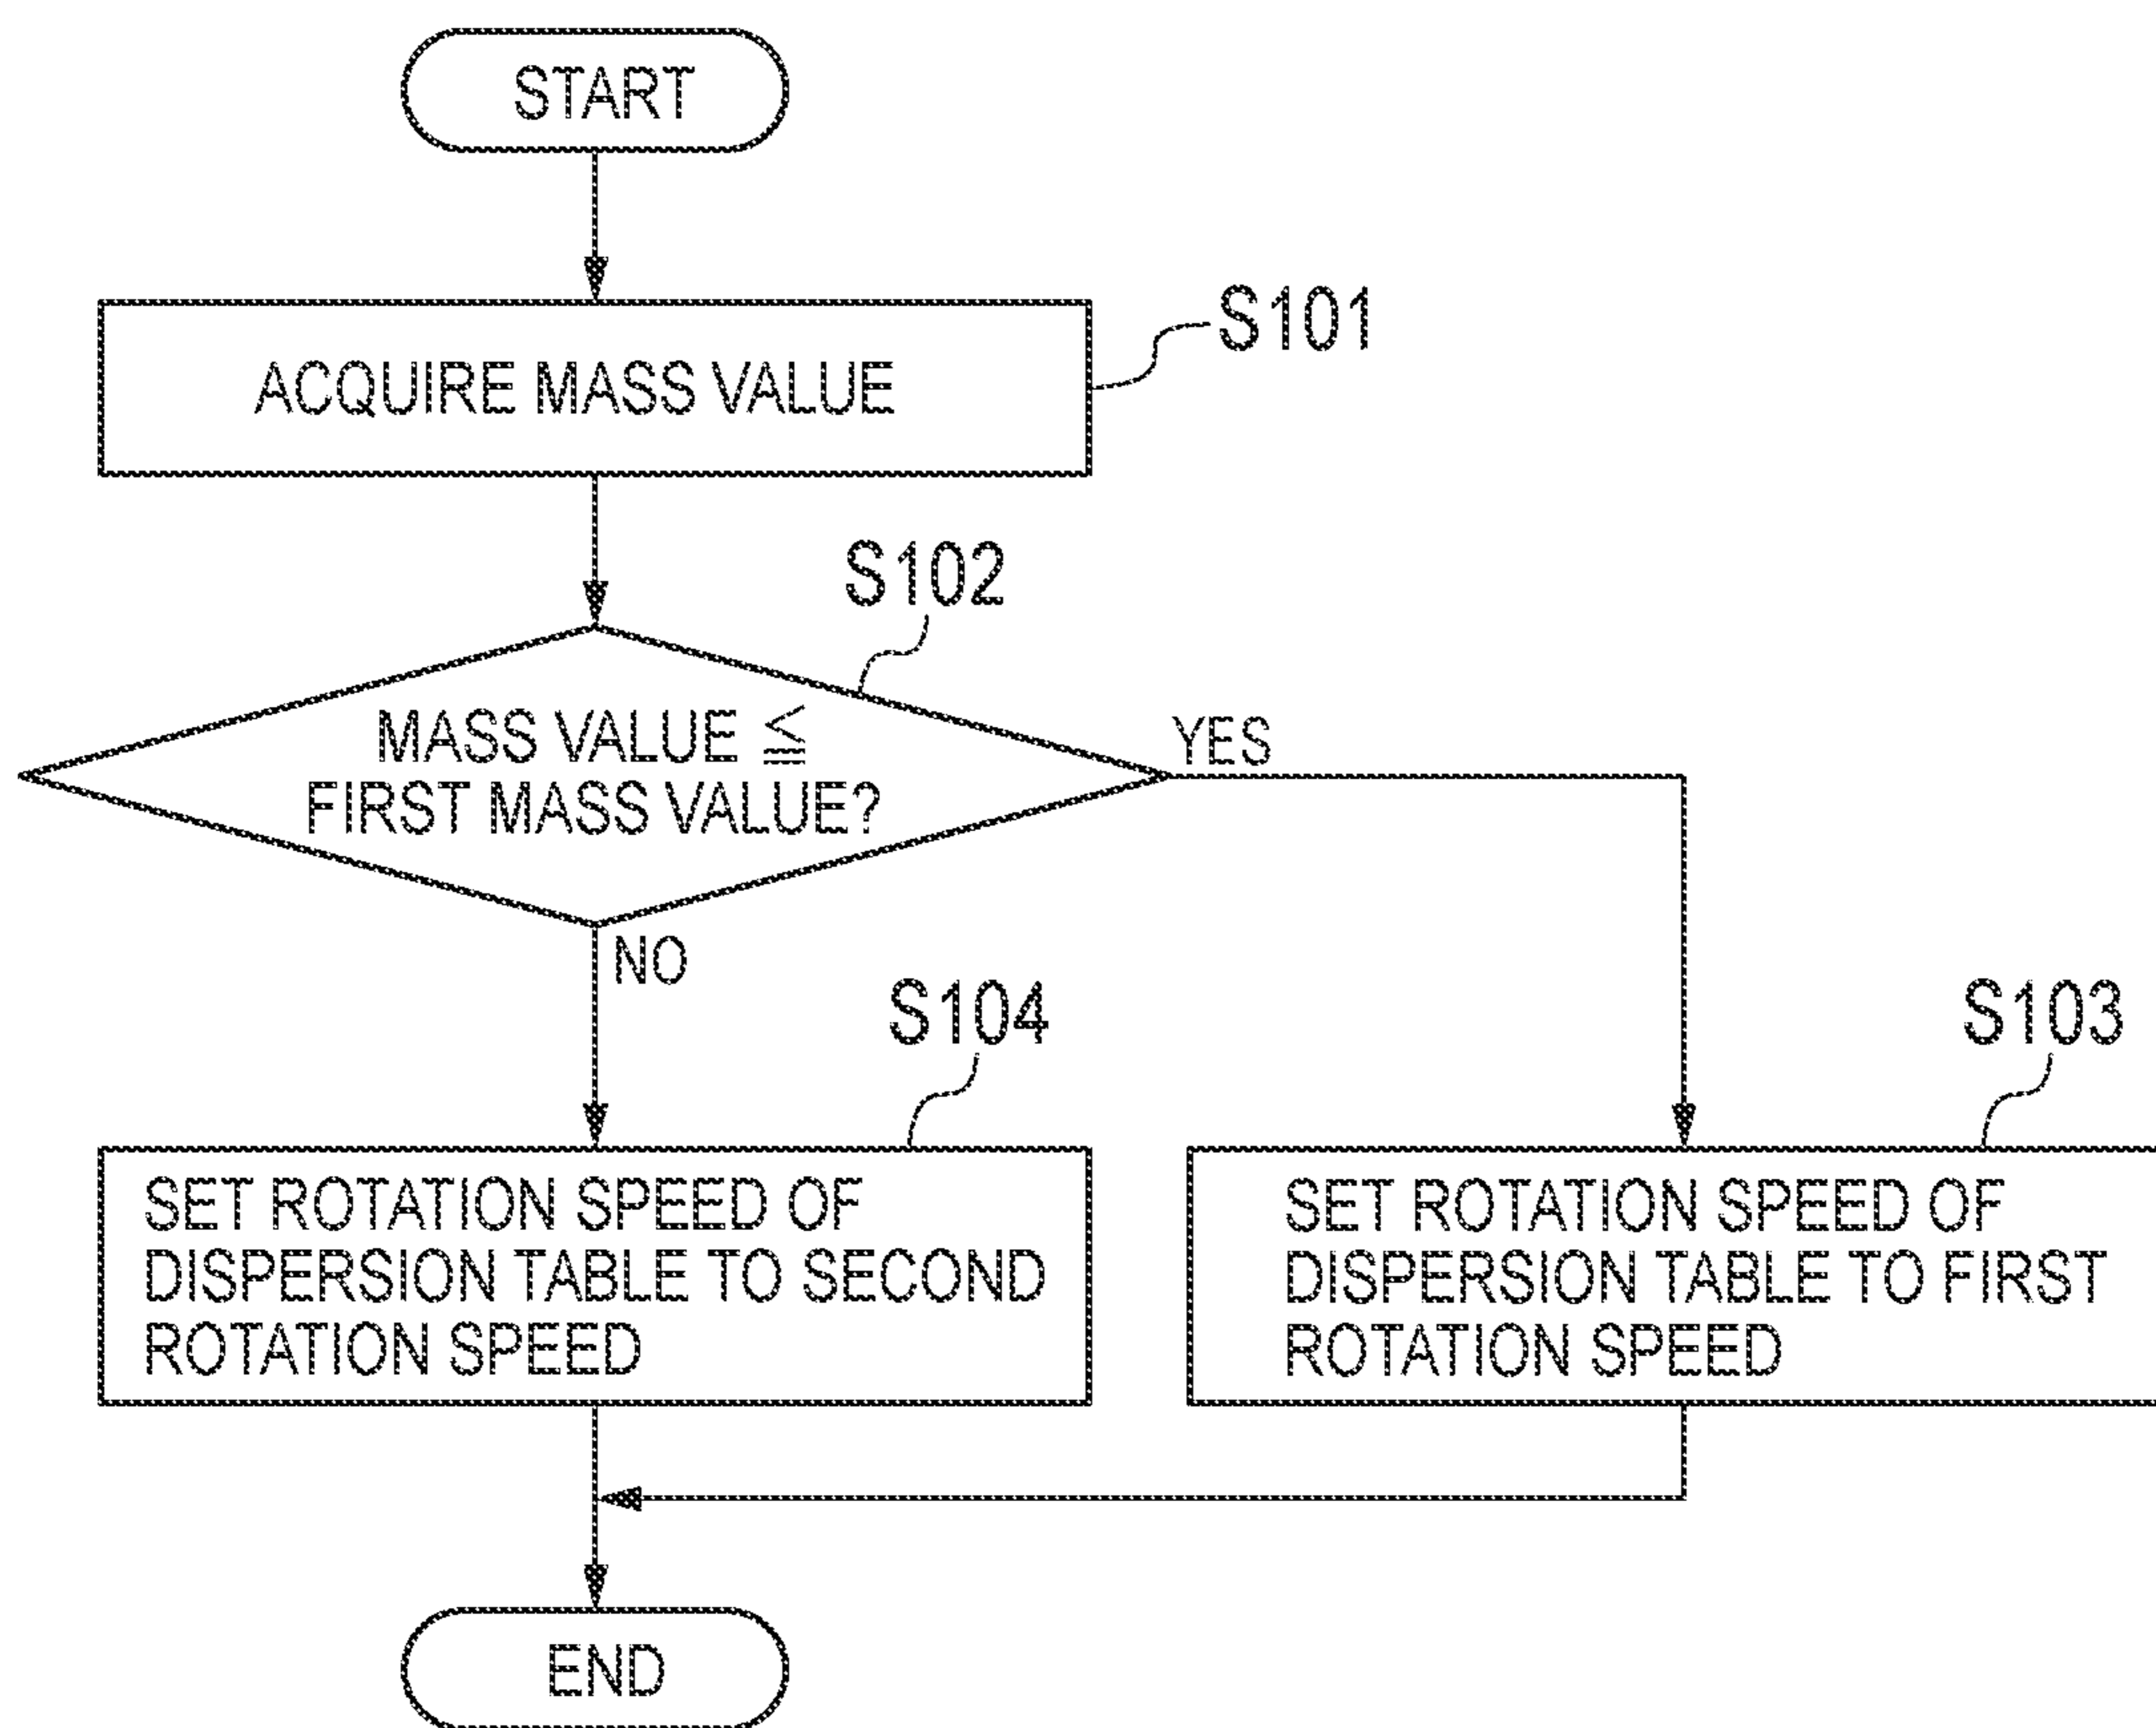 START
ACQUIRE MASS VALUE
S101
S102
MASS VALUE ≦
FIRST MASS VALUE?
YES
NO
S104
SET ROTATION SPEED OF
DISPERSION TABLE TO SECOND
ROTATION SPEED
S103
SET ROTATION SPEED OF
DISPERSION TABLE TO FIRST
ROTATION SPEED
END